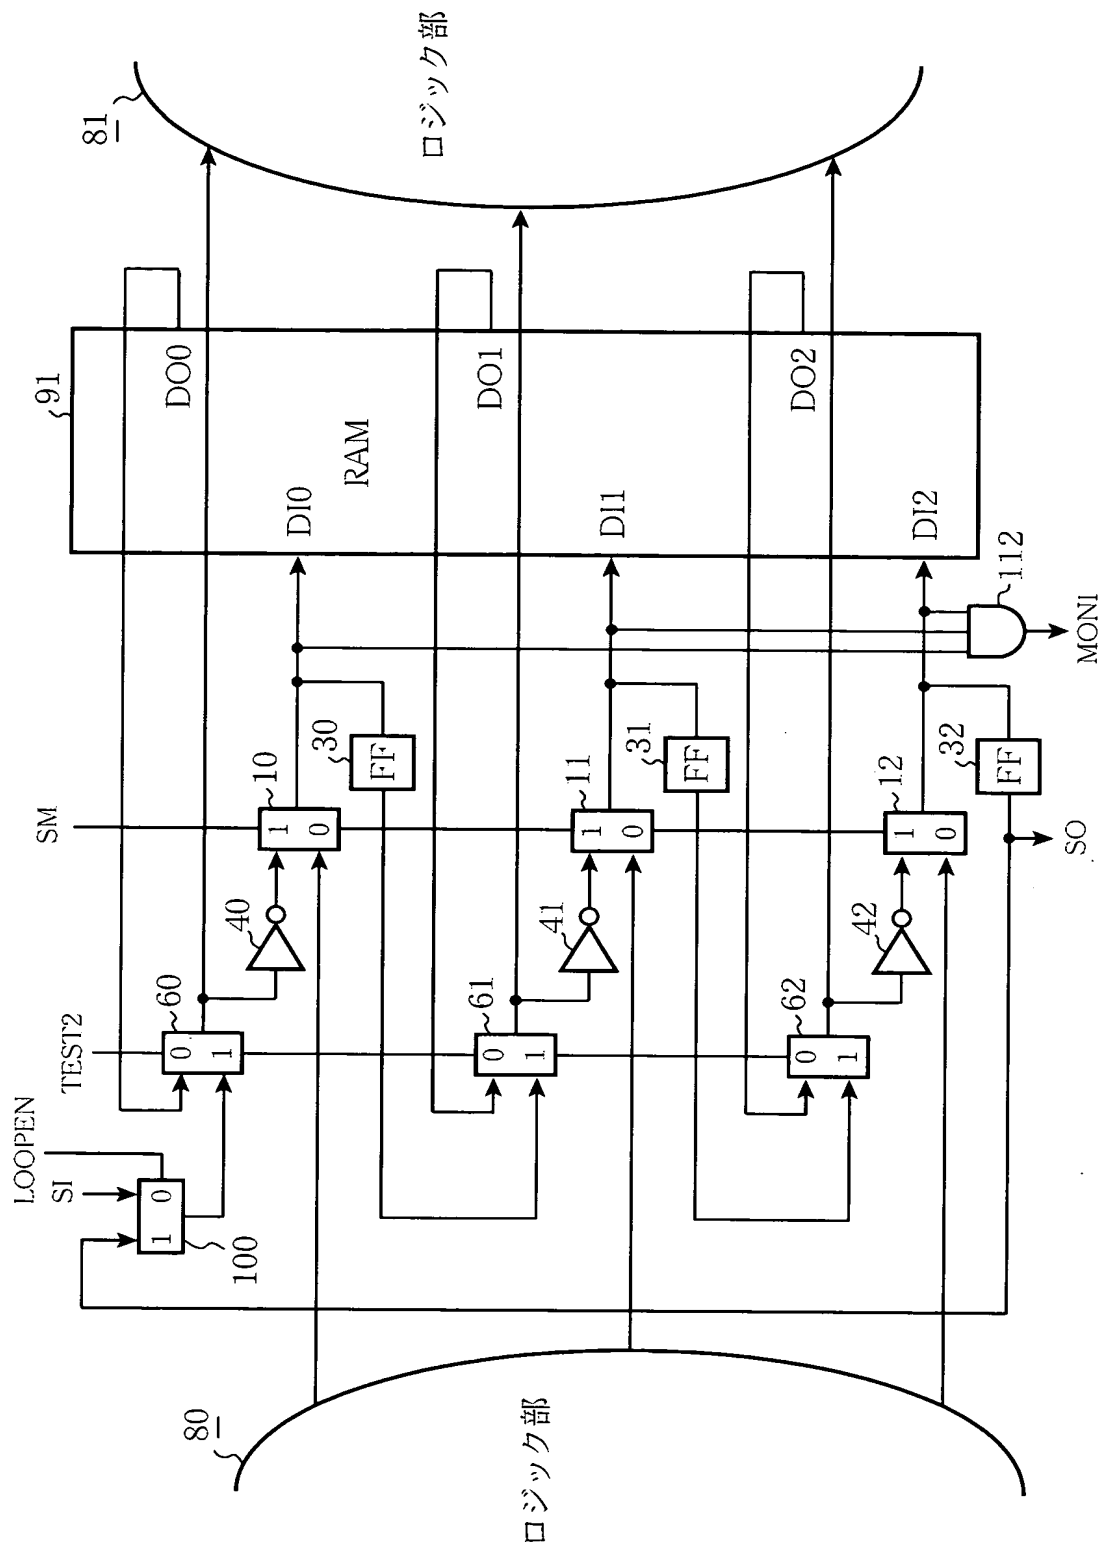 LOOPEN
SI
1 0
100
TEST2
60
0 1
40
SM
10
1 0
30
FF
DI0
RAM
91
DO0
81
ロジック部
61
0 1
41
11
1 0
31
FF
DI1
DO1
62
0 1
42
12
1 0
32
FF
DI2
DO2
112
MONI
SO
80
ロジック部